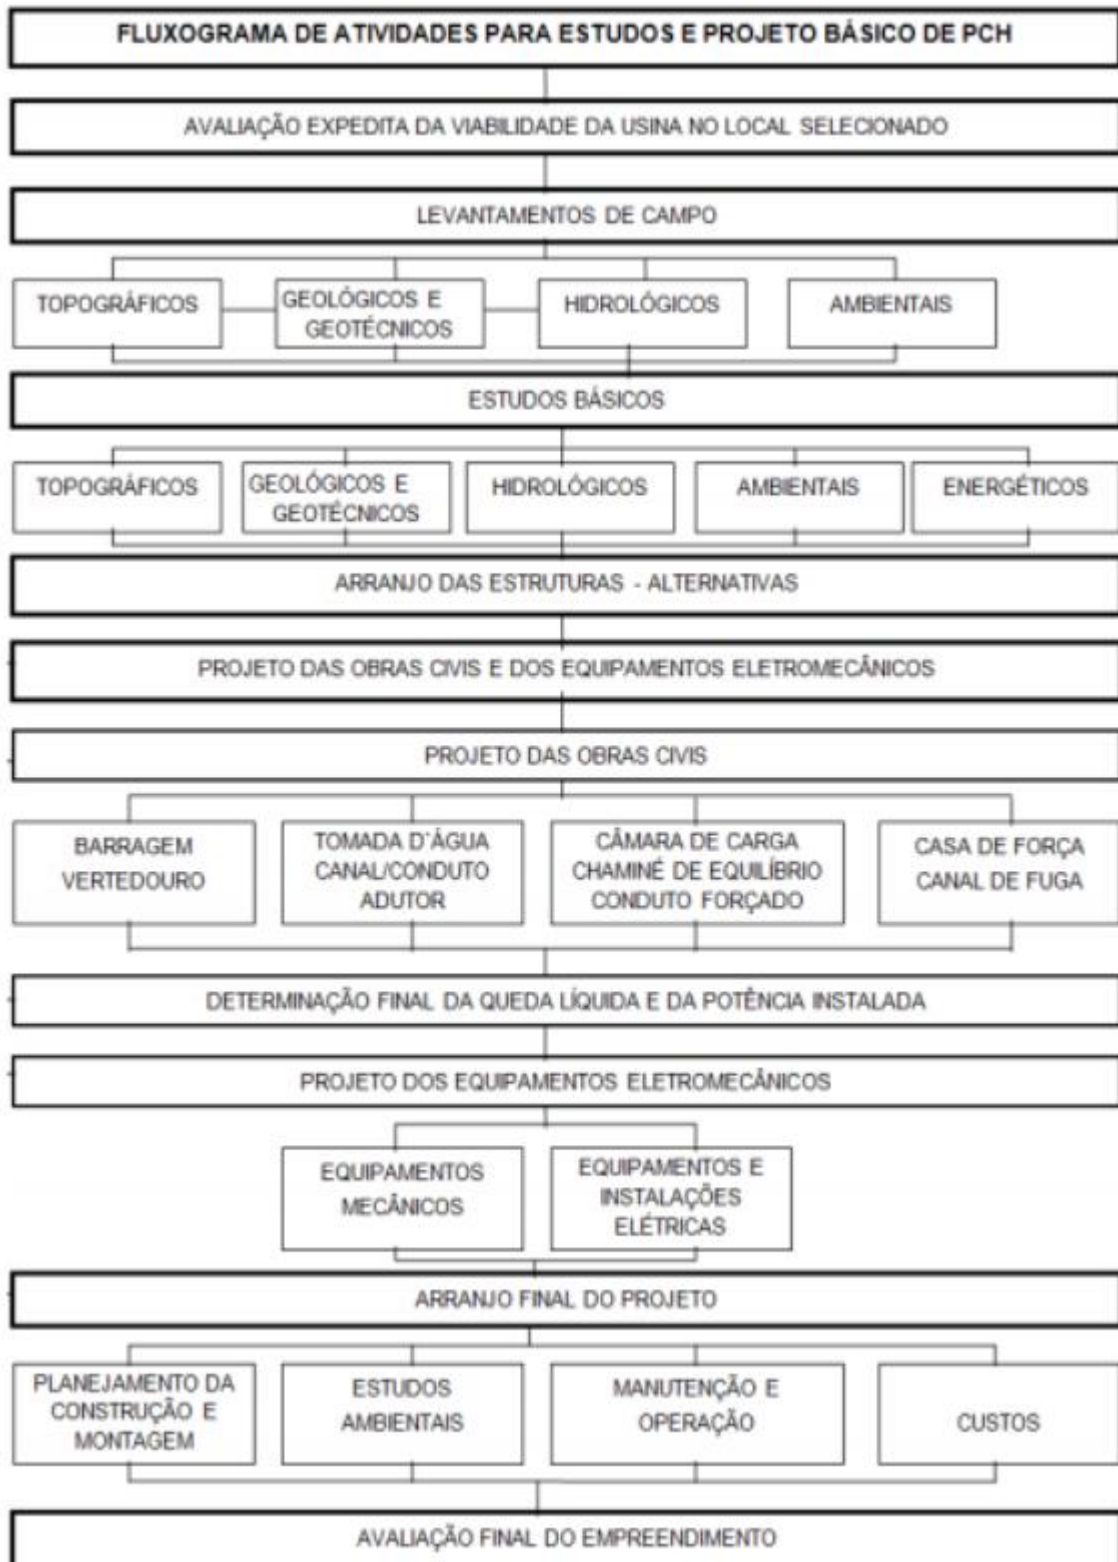 FLUXOGRAMA DE ATIVIDADES PARA ESTUDOS E PROJETO BÁSICO DE PCH
AVALIAÇÃO EXPEDITA DA VIABILIDADE DA USINA NO LOCAL SELECIONADO
LEVANTAMENTOS DE CAMPO
TOPOGRÁFICOS
GEOLÓGICOS E
GEOTÉCNICOS
HIDROLÓGICOS
AMBIENTAIS
ESTUDOS BÁSICOS
TOPOGRÁFICOS
GEOLÓGICOS E
GEOTÉCNICOS
HIDROLÓGICOS
AMBIENTAIS
ENERGÉTICOS
ARRANJO DAS ESTRUTURAS - ALTERNATIVAS
PROJETO DAS OBRAS CIVIS E DOS EQUIPAMENTOS ELETROMECÂNICOS
PROJETO DAS OBRAS CIVIS
BARRAGEM
VERTEDOURO
TOMADA D`ÁGUA
CANAL/CONDUTO
ADUTOR
CÂMARA DE CARGA
CHAMINÉ DE EQUILÍBRIO
CONDUTO FORÇADO
CASA DE FORÇA
CANAL DE FUGA
DETERMINAÇÃO FINAL DA QUEDA LÍQUIDA E DA POTÊNCIA INSTALADA
PROJETO DOS EQUIPAMENTOS ELETROMECÂNICOS
EQUIPAMENTOS
MECÂNICOS
EQUIPAMENTOS E
INSTALAÇÕES
ELÉTRICAS
ARRANJO FINAL DO PROJETO
PLANEJAMENTO DA
CONSTRUÇÃO E
MONTAGEM
ESTUDOS
AMBIENTAIS
MANUTENÇÃO E
OPERAÇÃO
CUSTOS
AVALIAÇÃO FINAL DO EMPREENDIMENTO